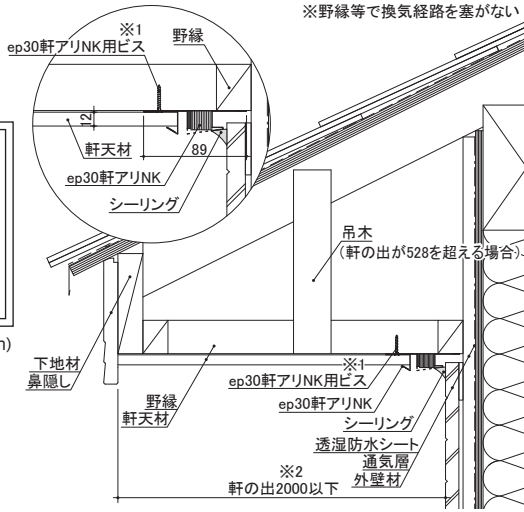 ※野縁等で換気経路を塞がない
※1
ep30軒アリNK用ビス
野縁
12
軒天材
89
ep30軒アリNK
シーリング
吊木
(軒の出が528を超える場合)
m)
下地材
鼻隠し
野縁
軒天材
※1
ep30軒アリNK用ビス
ep30軒アリNK
シーリング
透湿防水シート
通気層
外壁材
※2
軒の出2000以下